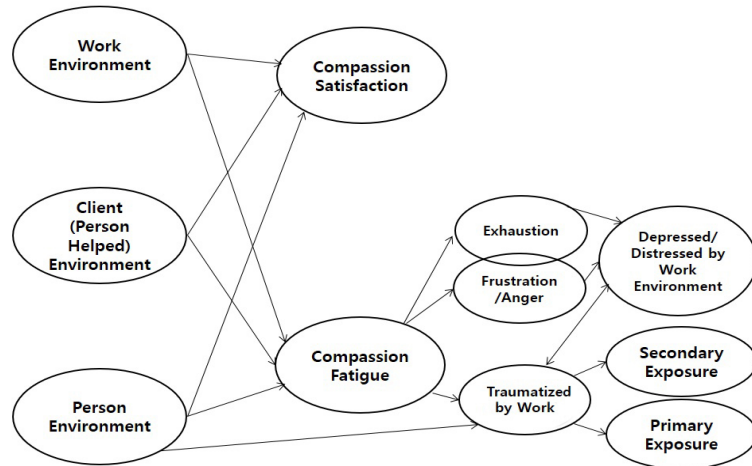 Work
Environment
Compassion
Satisfaction
Client
(Person
Helped)
Environment
Exhaustion
Frustration
/Anger
Depressed/
Distressed by
Work
Environment
Compassion
Fatigue
Traumatized
by Work
Secondary
Exposure
Primary
Exposure
Person
Environment